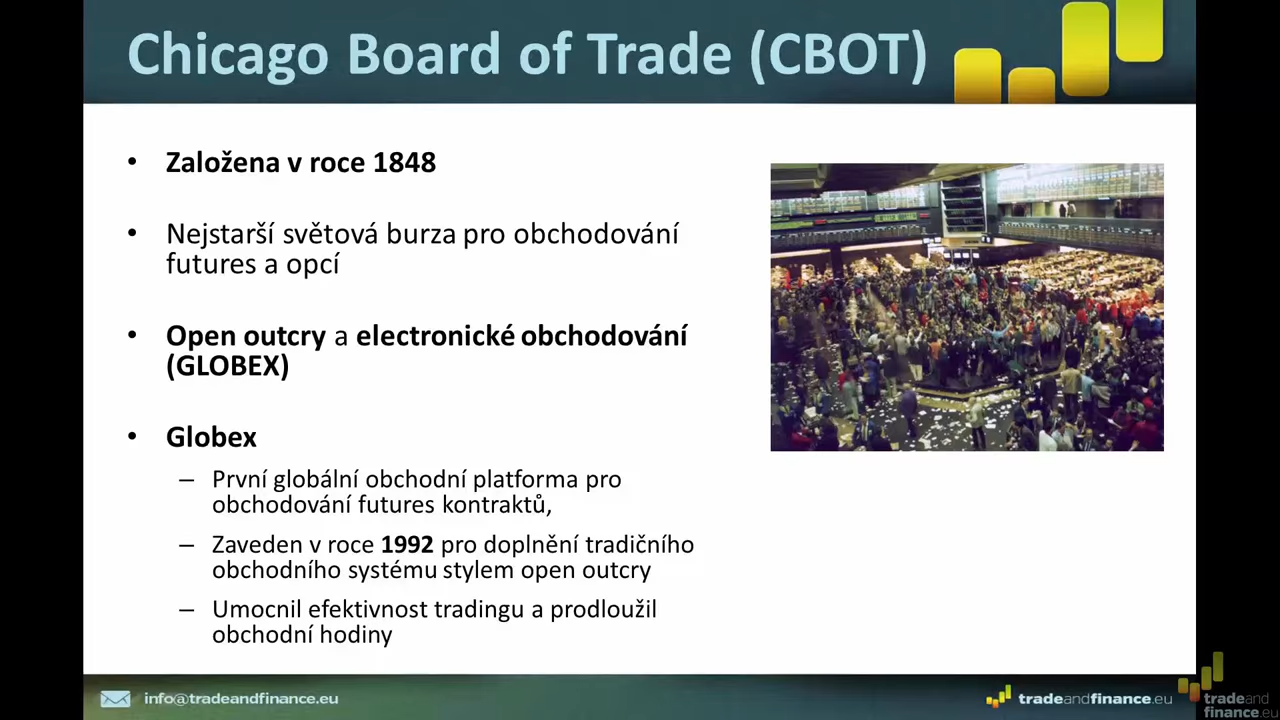 Chicago Board of Trade (CBOT)
• Založena v roce 1848
• Nejstarší světová burza pro obchodování
futures a opcí
• Open outcry a electronické obchodování
(GLOBEX)
• Globex
– První globální obchodní platforma pro
obchodování futures kontraktů,
– Zaveden v roce 1992 pro doplnění tradičního
obchodního systému stylem open outcry
– Umocnil efektivnost tradingu a prodloužil
obchodní hodiny
info@tradeandfinance.eu
tradeandfinance.eu
tradeand
finance.eu